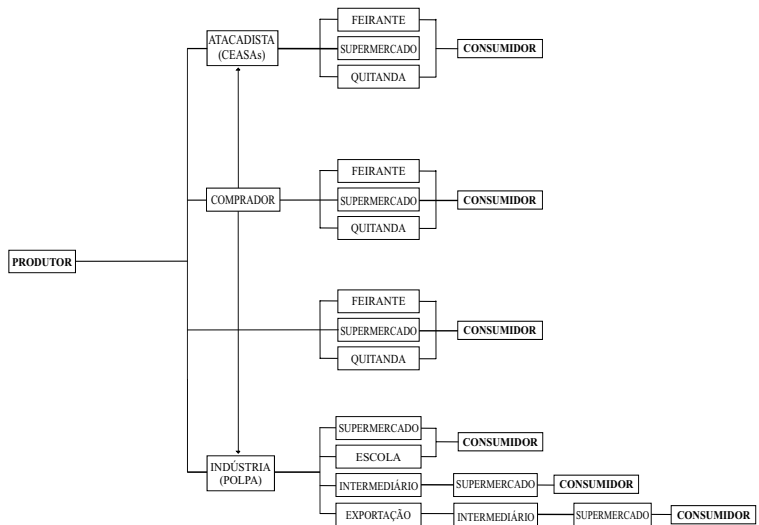 FEIRANTE
ATACADISTA
(CEASAs)
SUPERMERCADO
CONSUMIDOR
QUITANDA
FEIRANTE
COMPRADOR
SUPERMERCADO
CONSUMIDOR
QUITANDA
PRODUTOR
FEIRANTE
SUPERMERCADO
CONSUMIDOR
QUITANDA
SUPERMERCADO
CONSUMIDOR
ESCOLA
INDÚSTRIA
(POLPA)
INTERMEDIÁRIO
SUPERMERCADO
CONSUMIDOR
EXPORTAÇÃO
INTERMEDIÁRIO
SUPERMERCADO
CONSUMIDOR